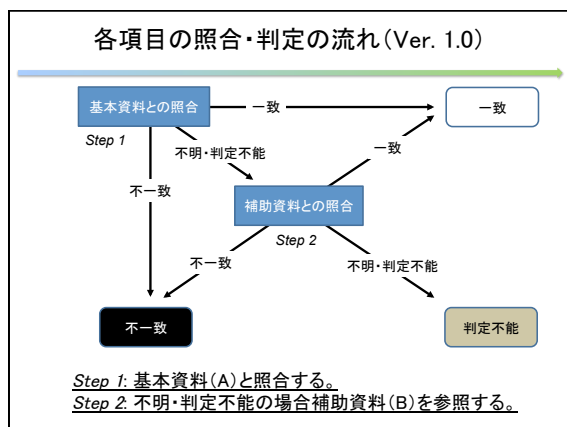 各項目の照合・判定の流れ(Ver. 1.0)
基本資料との照合
一致
一致
Step 1
不明・判定不能
一致
不一致
補助資料との照合
Step 2
不一致
不明・判定不能
不一致
判定不能
Step 1: 基本資料(A)と照合する。
Step 2: 不明・判定不能の場合補助資料(B)を参照する。